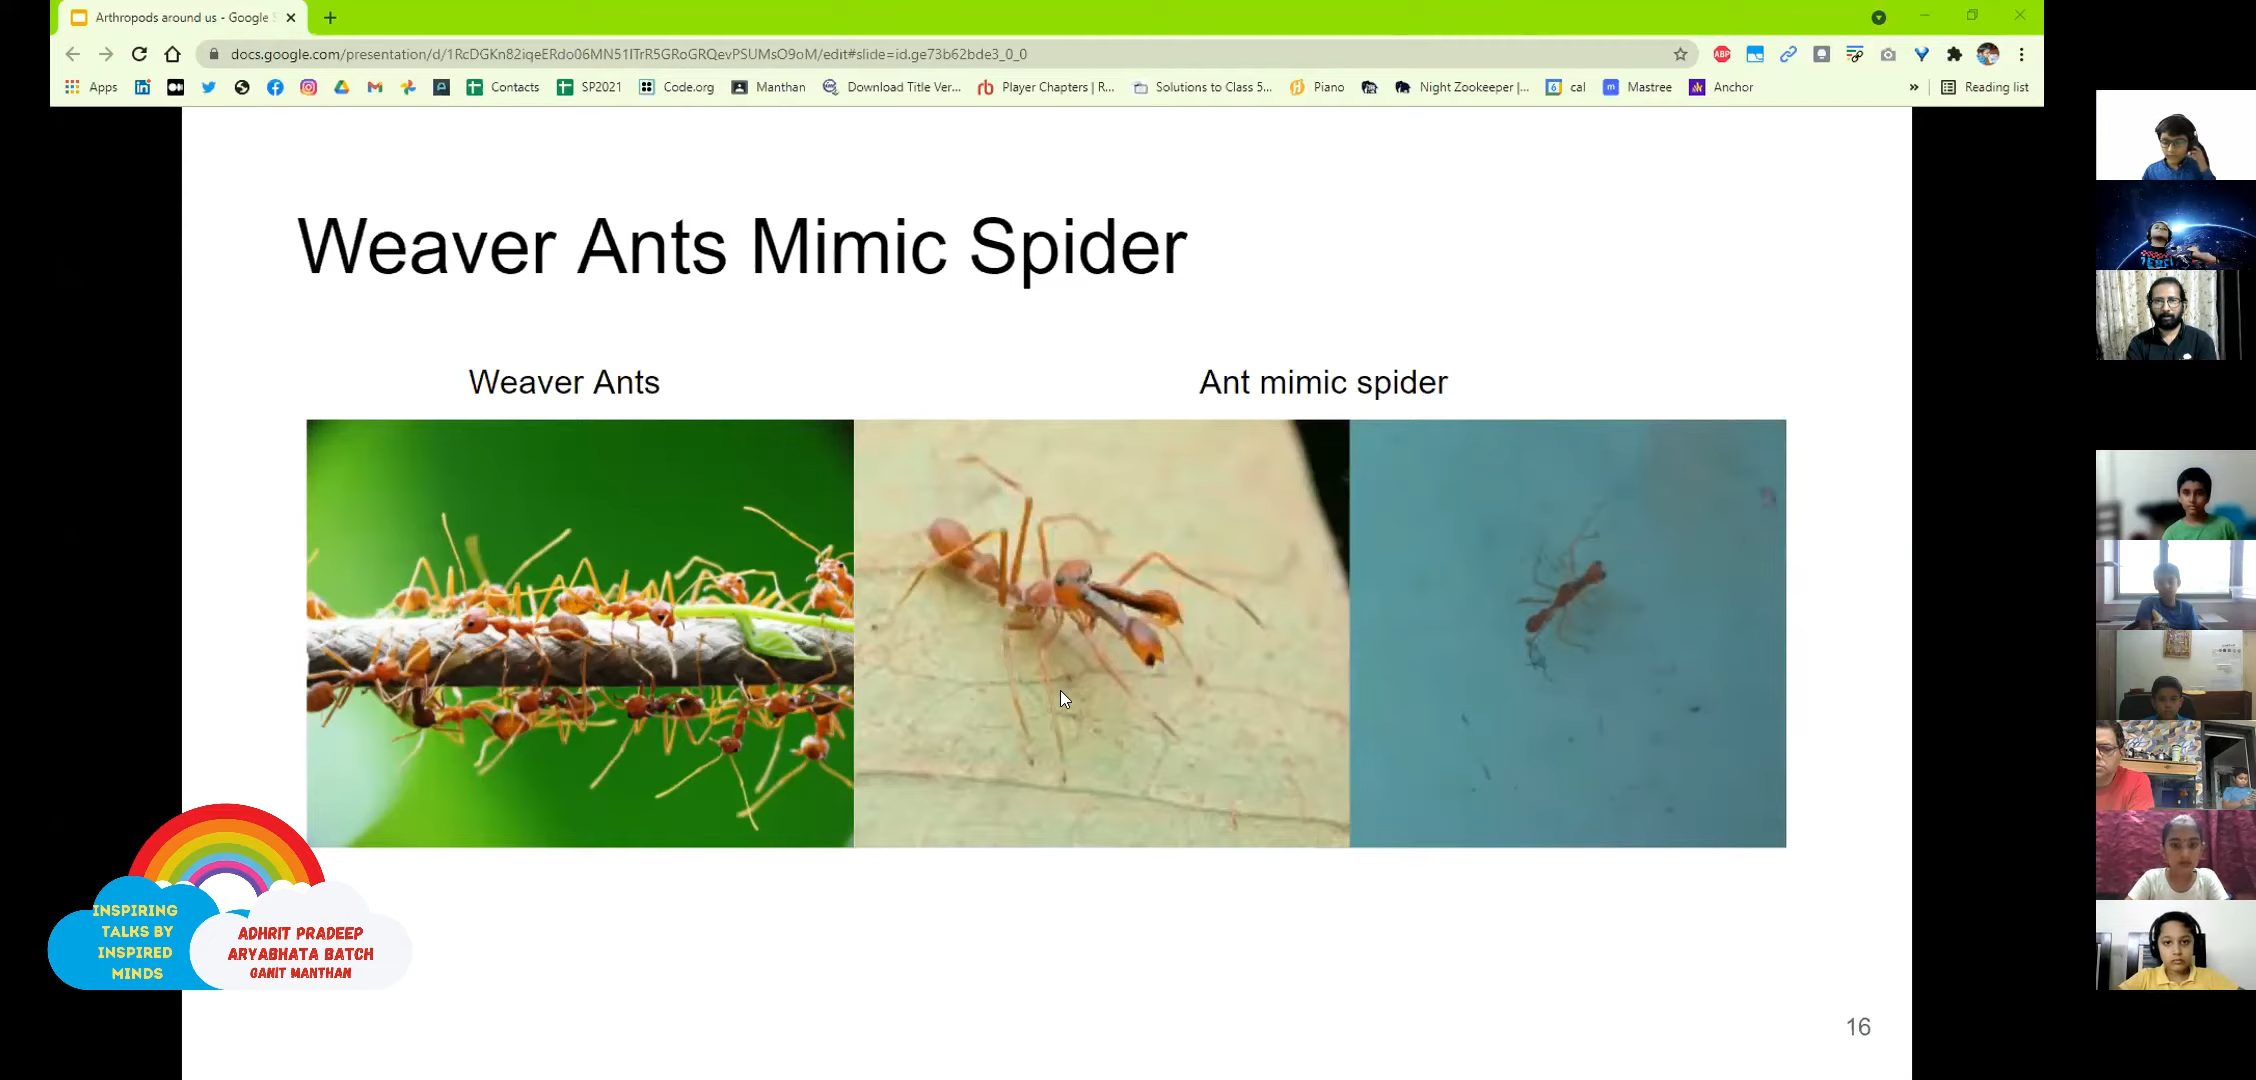 Arthropods around us - Google S
docs.google.com/presentation/d/1RcDGKn82iqeERdo06MN51lTrR5GRoGRQevPSUMsO9oM/edit#slide=id.ge73b62bde3_0_0
ABP
Apps Contacts SP2021 Code.org Manthan Download Title Ver... Player Chapters | R... Solutions to Class 5... Piano Night Zookeeper |... cal Mastree Anchor » Reading list
Weaver Ants Mimic Spider
Weaver Ants
Ant mimic spider
INSPIRING
TALKS BY
INSPIRED
MINDS
ADHRIT PRADEEP
ARYABHATA BATCH
GANIT MANTHAN
16